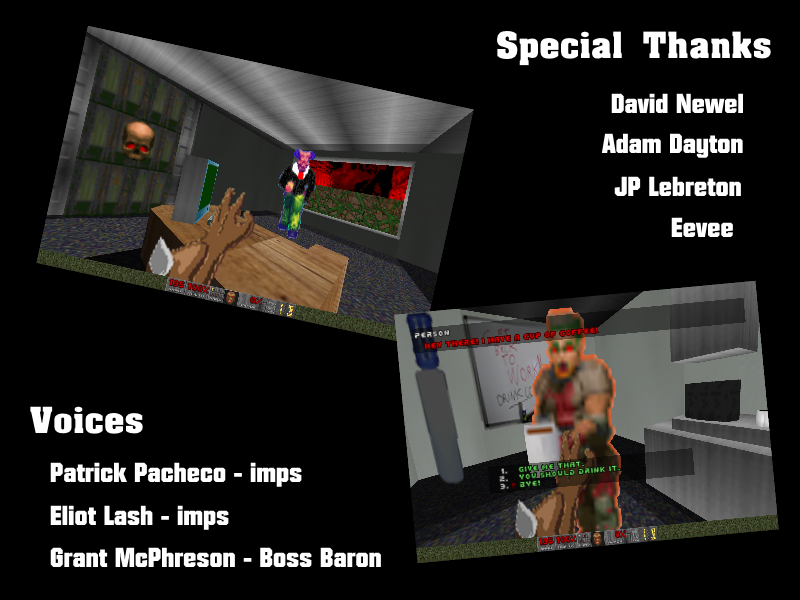 Special Thanks
David Newel
Adam Dayton
JP Lebreton
Eevee
PERSON
HEY THERE! I HAVE A CUP OF COFFEE!
TO
WORK
1. GIVE ME THAT.
2. YOU SHOULD DRINK IT.
3. BYE!
Voices
Patrick Pacheco - imps
Eliot Lash - imps
Grant McPhreson - Boss Baron